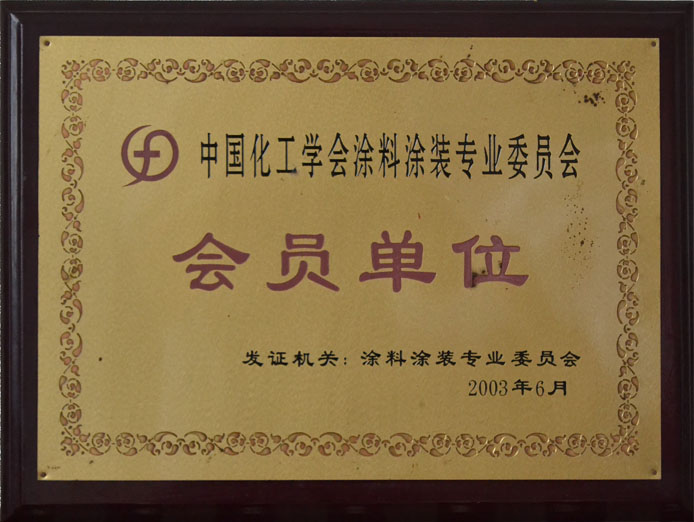 中国化工学会涂料涂装专业委员会
会员单位
发证机关：涂料涂装专业委员会
2003年6月